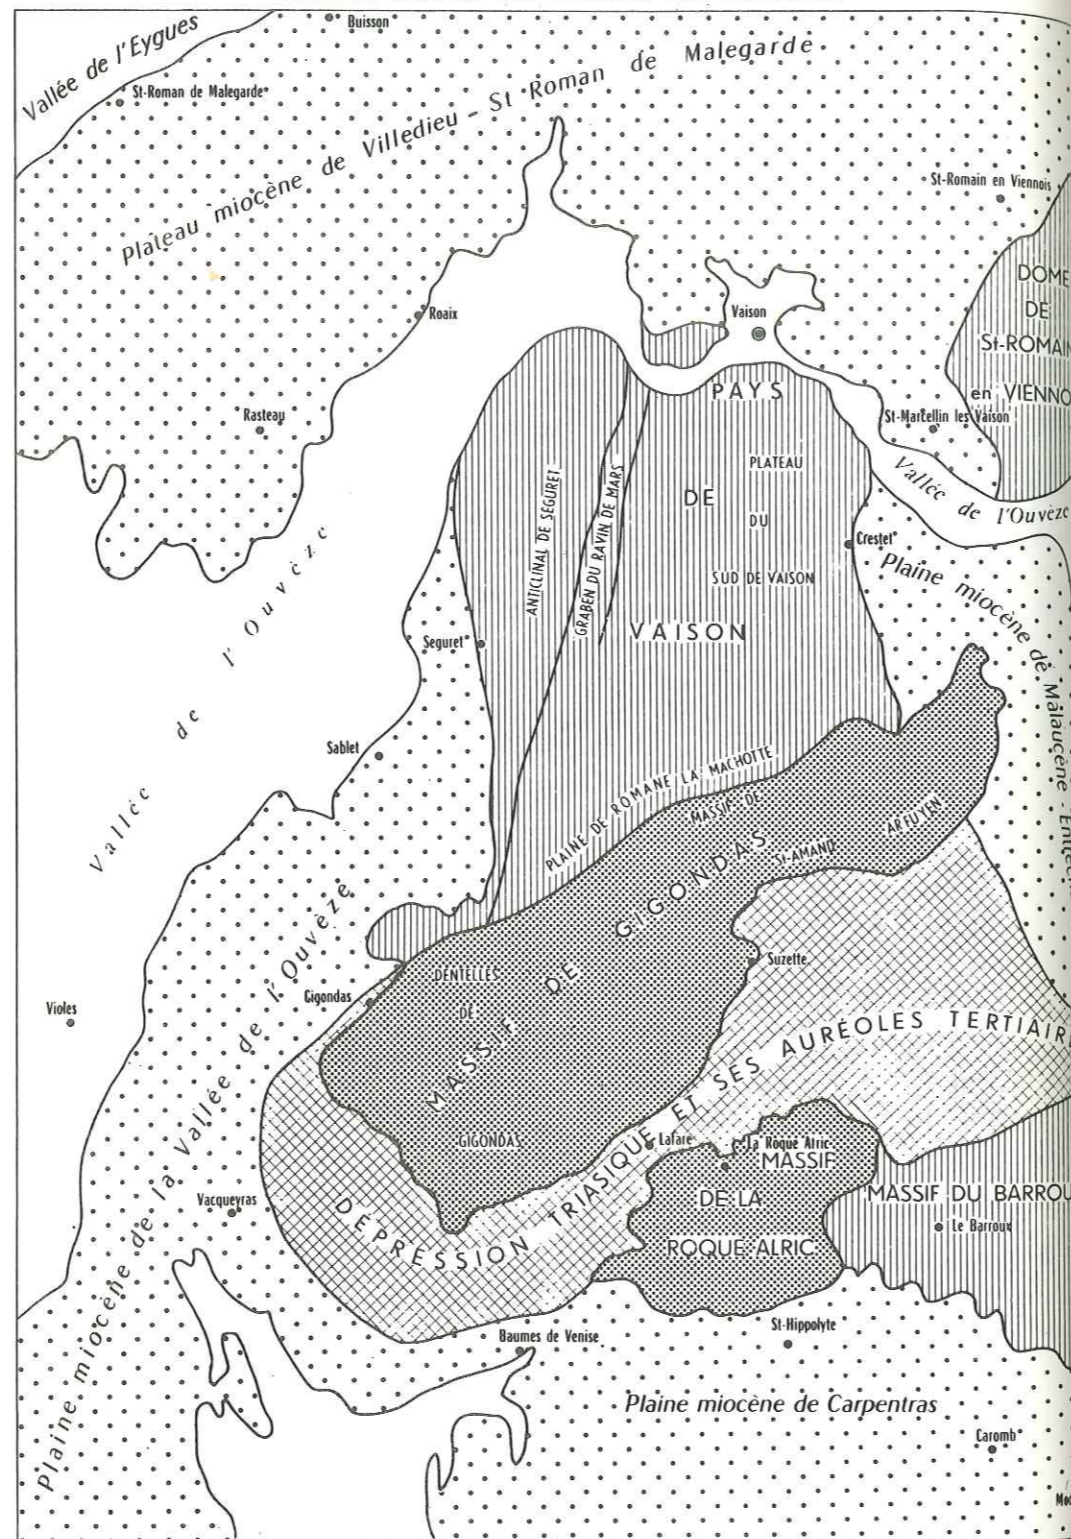 Buisson
Vallée de l'Eygues
St-Roman de Malegarde
Plateau miocène de Villedieu - St Roman de Malegarde
St-Romain en Viennois
DOME
DE
St-ROMAIN
en VIENNO
Roaix
Vaison
Rasteau
St-Marcellin les Vaison
PAYS
DE
VAISON
PLATEAU
DU
SUD DE VAISON
ANTICLINAL DE SEGURET
GRABEN DU RAVIN DE MARS
Vallée de l'Ouvèze
Crestet
Plaine miocène de Malaucène - Entrec
Vallée de l'Ouvèze
Seguret
Sablet
PLAINE DE ROMANE LA MACHOTTE
MASSIF DE
St-AMAND
ARFUYEN
MASSIF DE GIGONDAS
DENTELLES
DE
GIGONDAS
Gigondas
Suzette
Violes
Plaine miocène de la Vallée de l'Ouvèze
DÉPRESSION TRIASIQUE ET SES AURÉOLES TERTIAIRE
Lafare
La Roque Alric
MASSIF
DE LA
ROQUE ALRIC
MASSIF DU BARROU
Le Barroux
Vacqueyras
Baumes de Venise
St-Hippolyte
Plaine miocène de Carpentras
Caromb